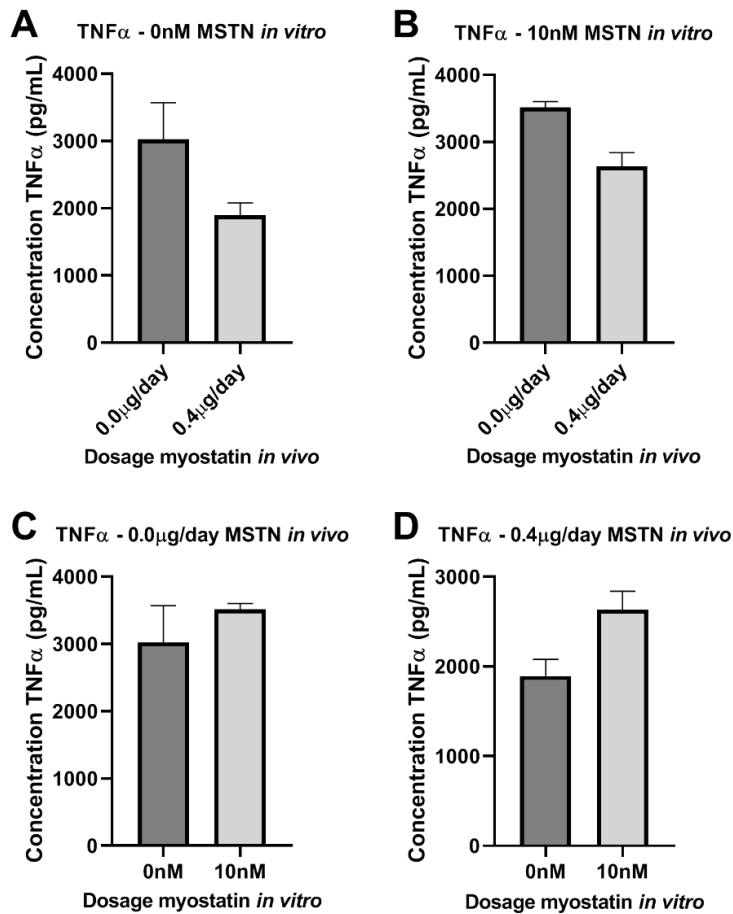 A
TNFα - 0nM MSTN in vitro
Concentration TNFα (pg/mL)
4000
3000
2000
1000
0
0.0μg/day
0.4μg/day
Dosage myostatin in vivo
B
TNFα - 10nM MSTN in vitro
Concentration TNFα (pg/mL)
4000
3000
2000
1000
0
0.0μg/day
0.4μg/day
Dosage myostatin in vivo
C
TNFα - 0.0μg/day MSTN in vivo
Concentration TNFα (pg/mL)
4000
3000
2000
1000
0
0nM 10nM
Dosage myostatin in vitro
D
TNFα - 0.4μg/day MSTN in vivo
Concentration TNFα (pg/mL)
3000
2000
1000
0
0nM 10nM
Dosage myostatin in vitro